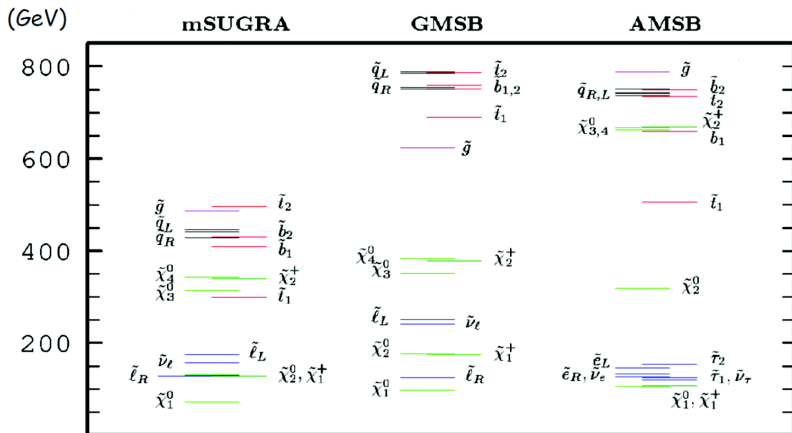 (GeV) mSUGRA GMSB AMSB
800
600
400
200
g̃
q̃L
q̃R
t̃2
b̃2
b̃1
χ̃⁰4
χ̃⁰3
χ̃⁺2
t̃1
ν̃ℓ
ℓ̃L
ℓ̃R
χ̃⁰2, χ̃⁺1
χ̃⁰1
q̃L
q̃R
t̃2
b̃1,2
t̃1
g̃
χ̃⁰4
χ̃⁰3
χ̃⁺2
ℓ̃L
ν̃ℓ
χ̃⁰2
χ̃⁺1
ℓ̃R
χ̃⁰1
g̃
q̃R,L
b̃2
t̃2
χ̃⁰3,4
χ̃⁺2
b1
t̃1
χ̃⁰2
ẽL
τ̃2
ẽR, ν̃e
τ̃1, ν̃τ
χ̃⁰1, χ̃⁺1